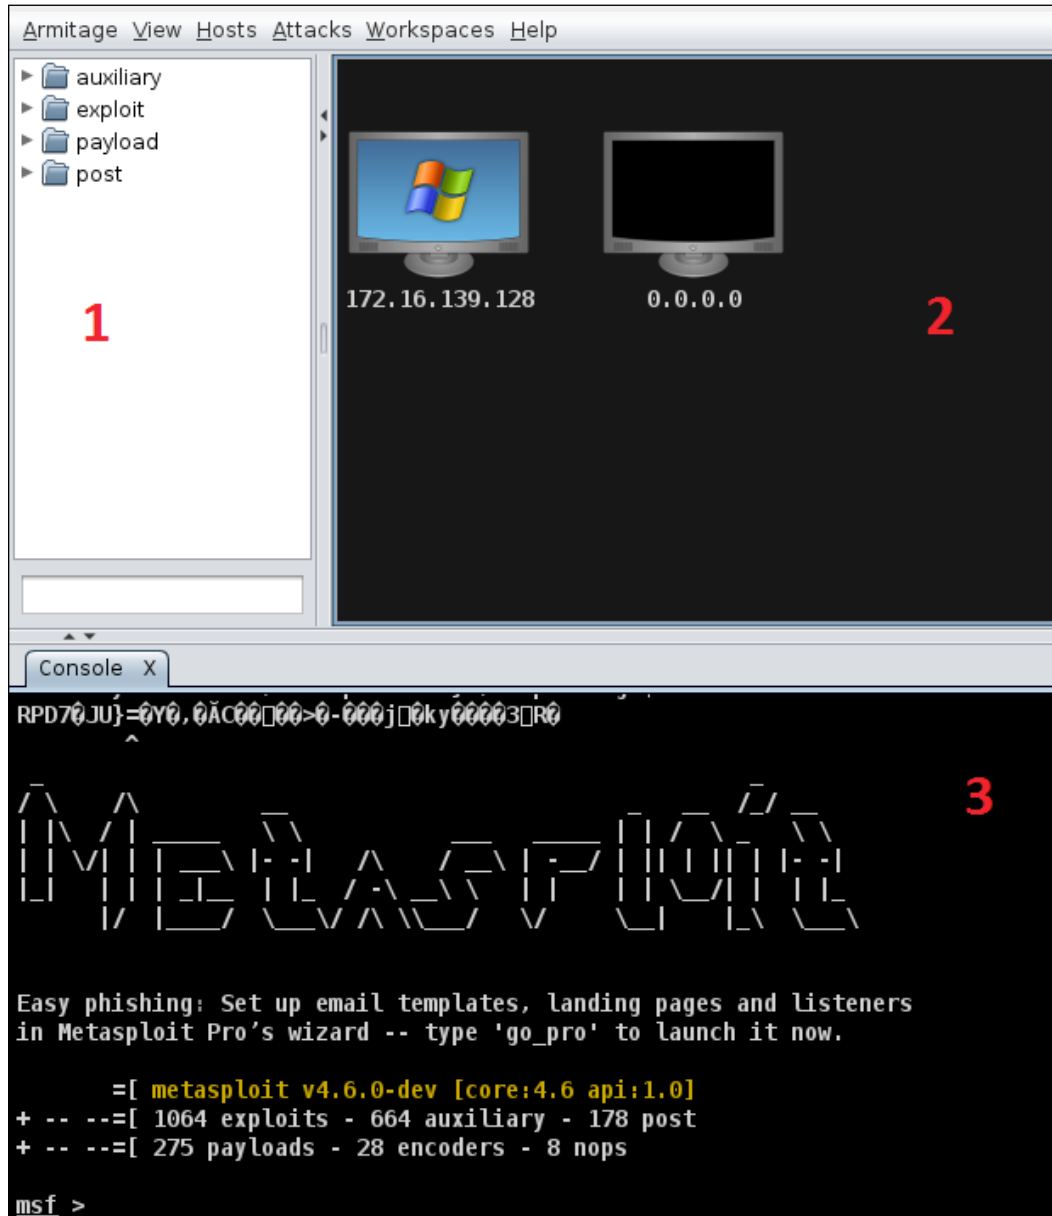 Armitage View Hosts Attacks Workspaces Help
auxiliary
exploit
payload
post
1
172.16.139.128
0.0.0.0
2
Console X
3
METASPLOIT
Easy phishing: Set up email templates, landing pages and listeners
in Metasploit Pro's wizard -- type 'go_pro' to launch it now.
=[ metasploit v4.6.0-dev [core:4.6 api:1.0]
+ -- --=[ 1064 exploits - 664 auxiliary - 178 post
+ -- --=[ 275 payloads - 28 encoders - 8 nops
msf >